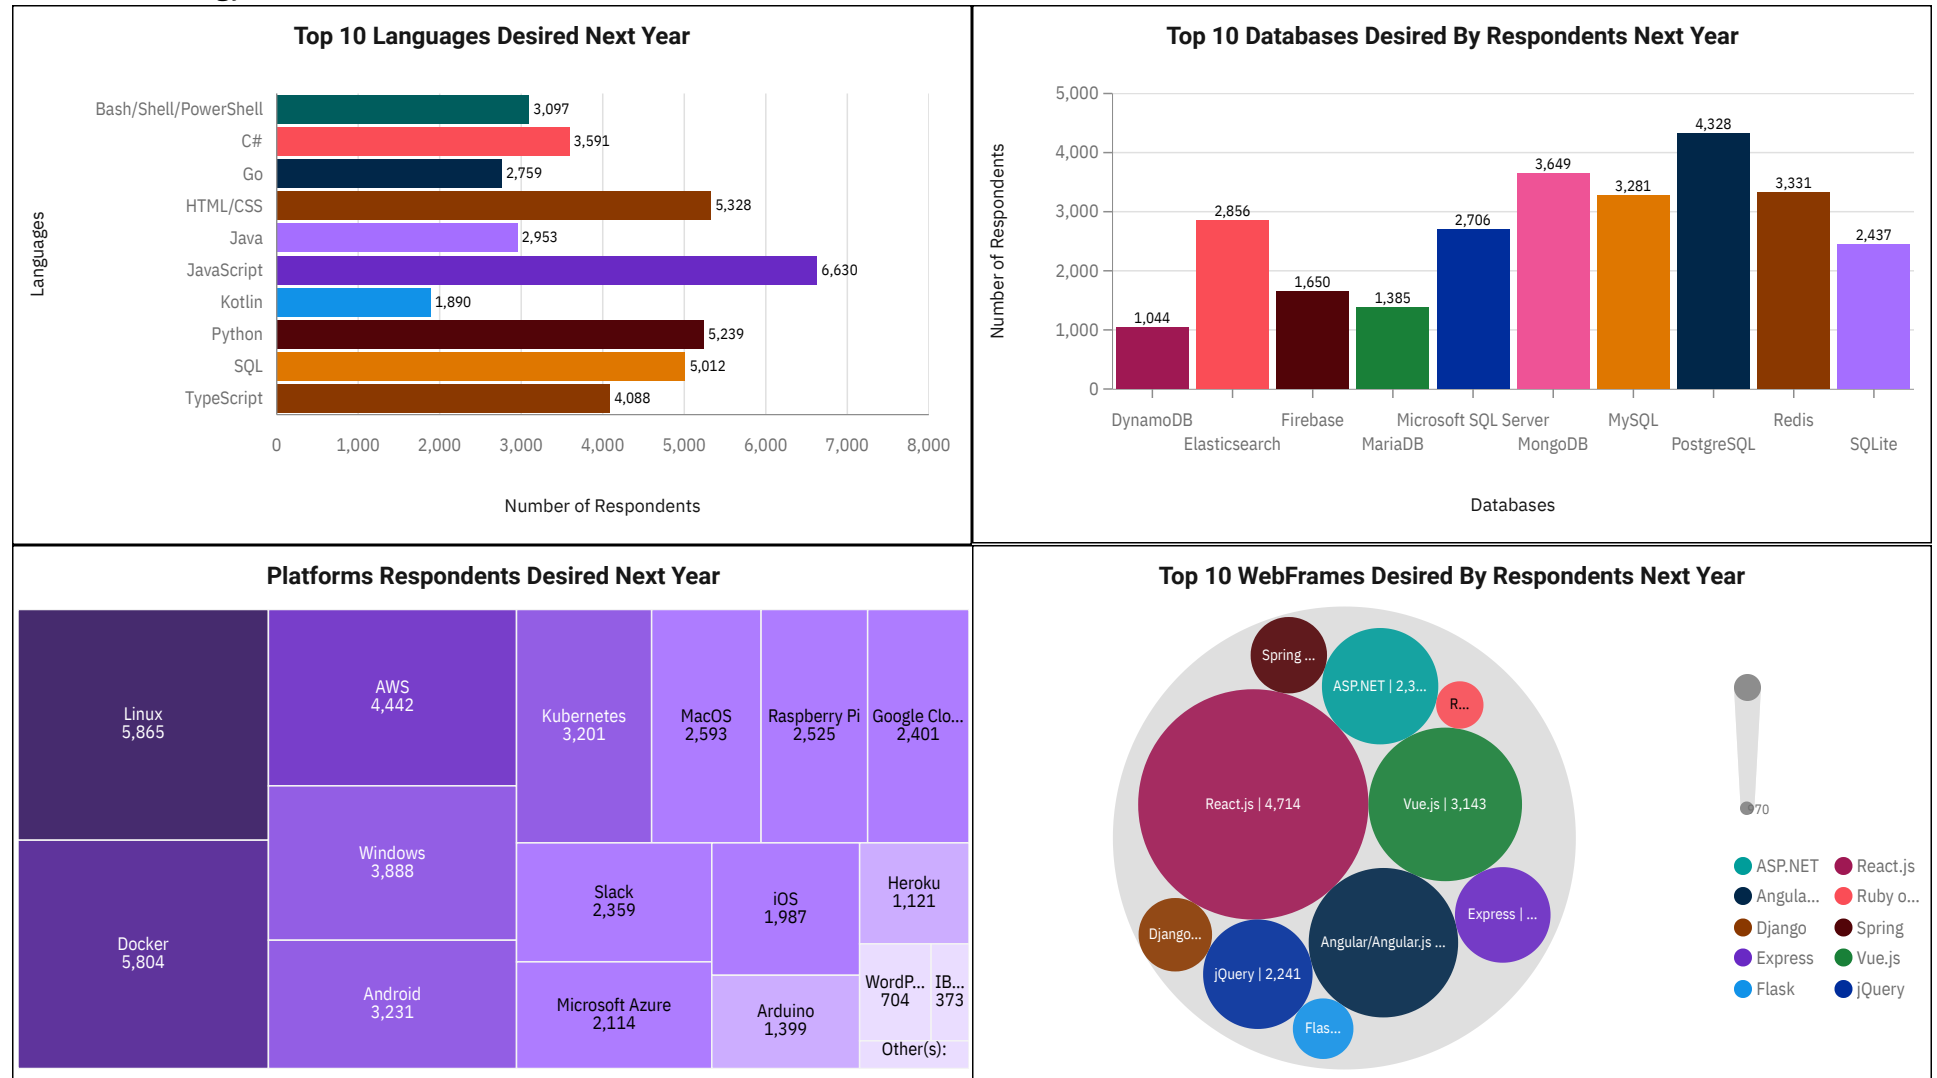 Top 10 Languages Desired Next Year
Languages
Bash/Shell/PowerShell 3,097
C# 3,591
Go 2,759
HTML/CSS 5,328
Java 2,953
JavaScript 6,630
Kotlin 1,890
Python 5,239
SQL 5,012
TypeScript 4,088
0 1,000 2,000 3,000 4,000 5,000 6,000 7,000 8,000
Number of Respondents
Top 10 Databases Desired By Respondents Next Year
Number of Respondents
5,000
4,000
3,000
2,000
1,000
0
1,044
2,856
1,650
1,385
2,706
3,649
3,281
4,328
3,331
2,437
DynamoDB Firebase Microsoft SQL Server MySQL Redis
Elasticsearch MariaDB MongoDB PostgreSQL SQLite
Databases
Platforms Respondents Desired Next Year
Linux
5,865
Docker
5,804
AWS
4,442
Windows
3,888
Android
3,231
Kubernetes
3,201
MacOS
2,593
Raspberry Pi
2,525
Google Clo...
2,401
Slack
2,359
Microsoft Azure
2,114
iOS
1,987
Arduino
1,399
Heroku
1,121
WordP...
704
IB...
373
Other(s):
Top 10 WebFrames Desired By Respondents Next Year
Spring ...
ASP.NET | 2,3...
R...
React.js | 4,714
Vue.js | 3,143
Express | ...
Django...
Angular/Angular.js ...
jQuery | 2,241
Flas...
ASP.NET React.js
Angula... Ruby o...
Django Spring
Express Vue.js
Flask jQuery